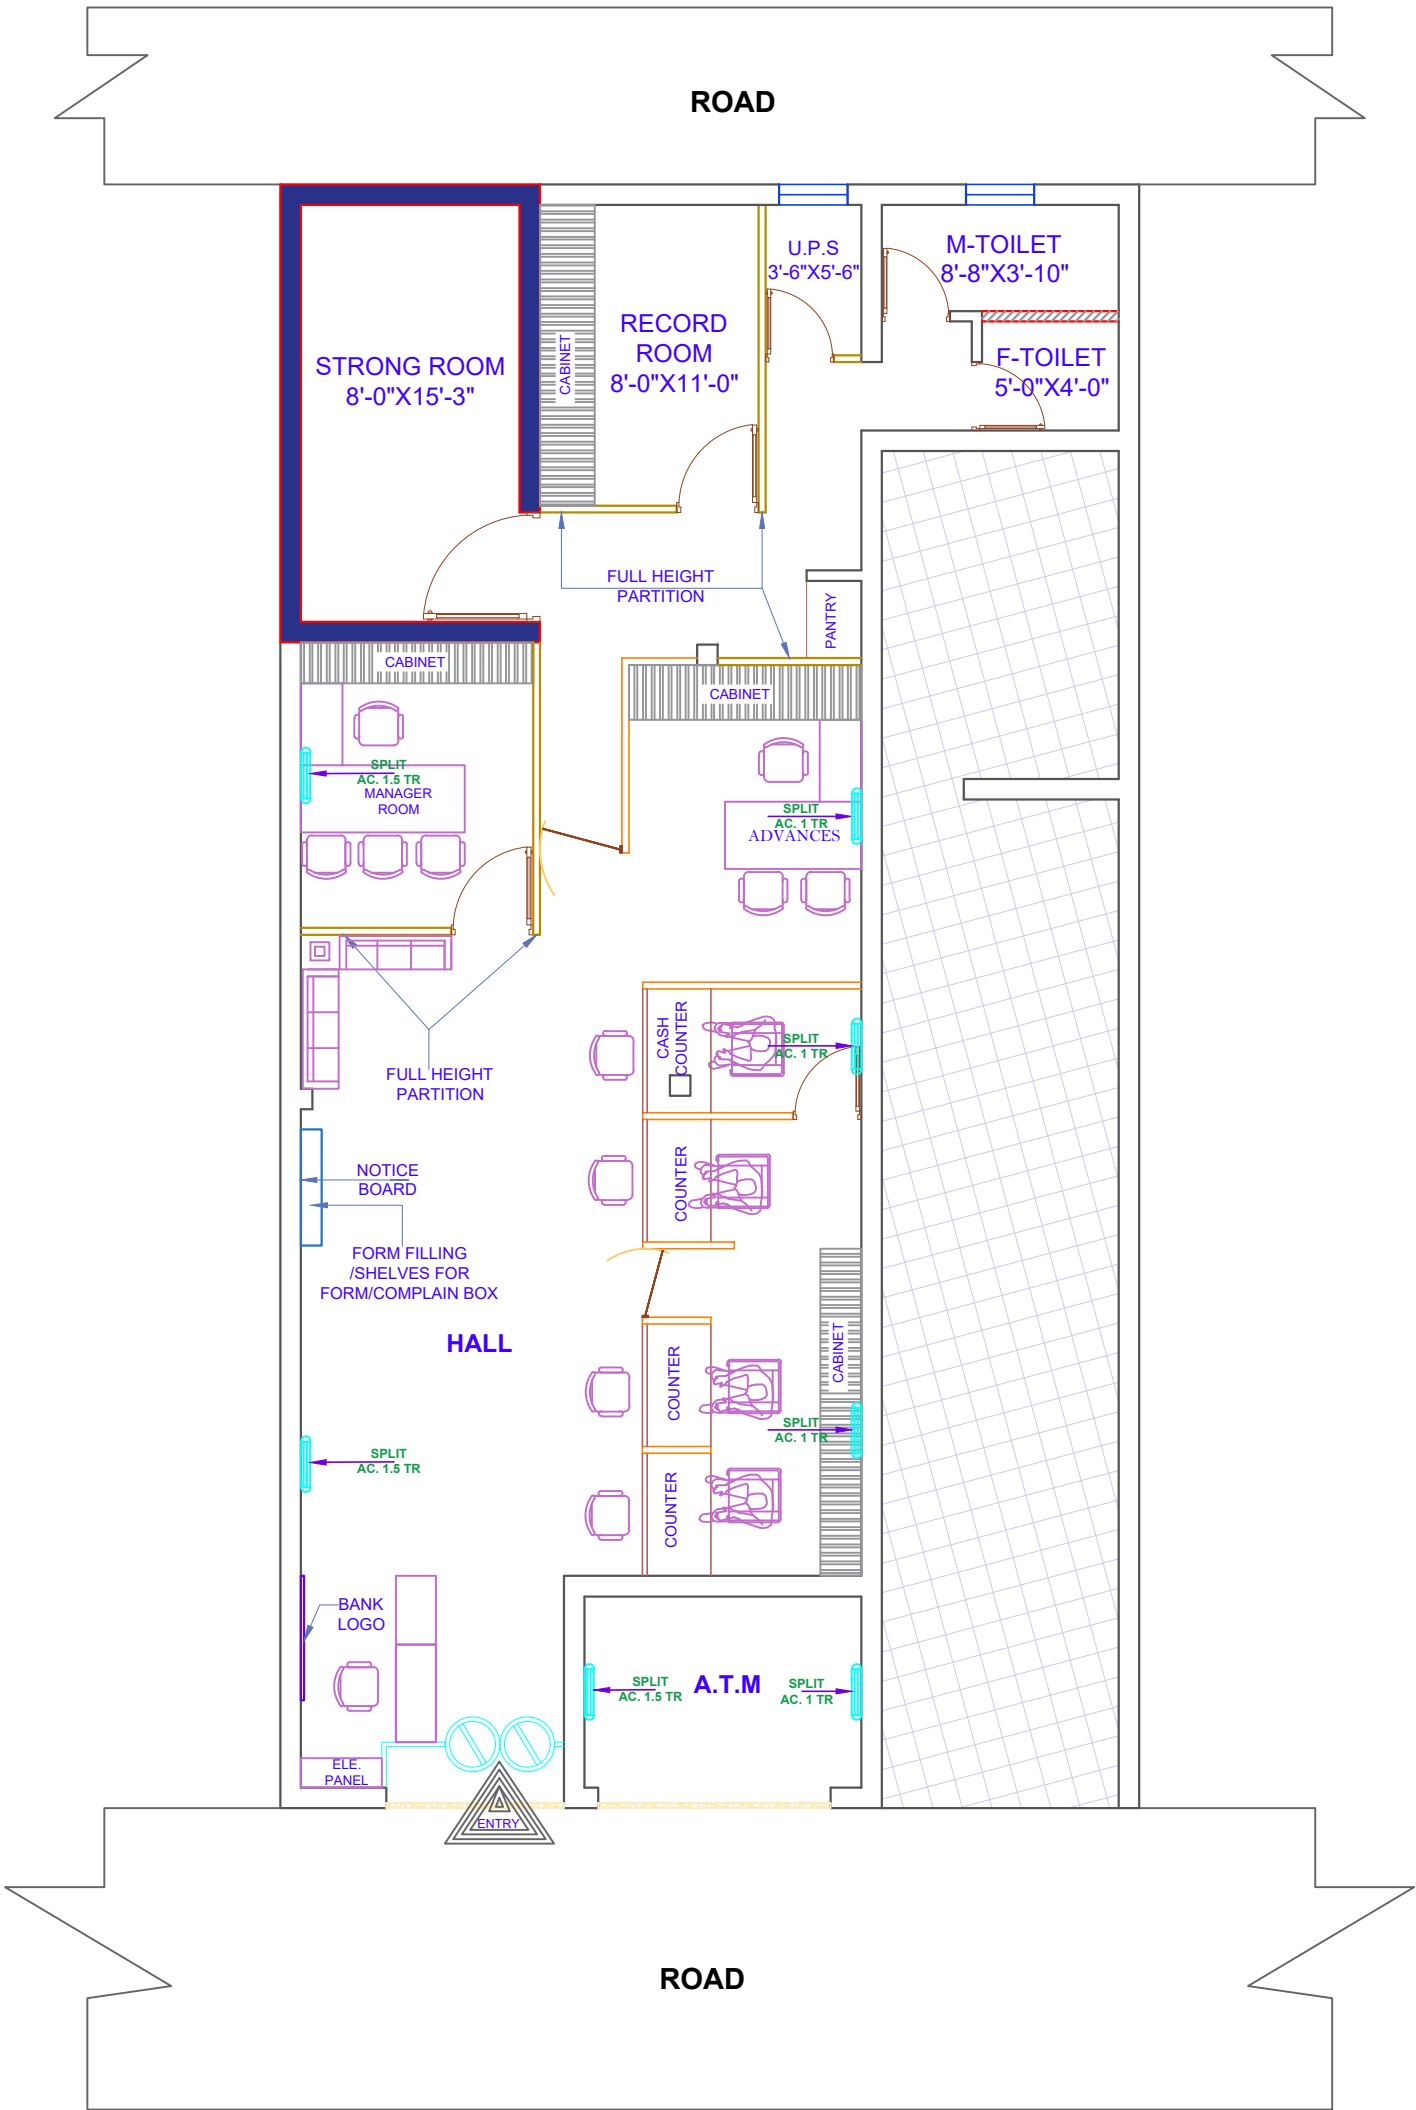 ROAD
STRONG ROOM
8'-0"X15'-3"
CABINET
RECORD
ROOM
8'-0"X11'-0"
U.P.S
3'-6"X5'-6"
M-TOILET
8'-8"X3'-10"
F-TOILET
5'-0"X4'-0"
FULL HEIGHT
PARTITION
PANTRY
CABINET
CABINET
SPLIT
AC. 1.5 TR
MANAGER
ROOM
SPLIT
AC. 1 TR
ADVANCES
FULL HEIGHT
PARTITION
CASH
COUNTER
SPLIT
AC. 1 TR
NOTICE
BOARD
COUNTER
FORM FILLING
/SHELVES FOR
FORM/COMPLAIN BOX
HALL
COUNTER
CABINET
SPLIT
AC. 1 TR
SPLIT
AC. 1.5 TR
COUNTER
BANK
LOGO
SPLIT
AC. 1.5 TR
A.T.M
SPLIT
AC. 1 TR
ELE.
PANEL
ENTRY
ROAD